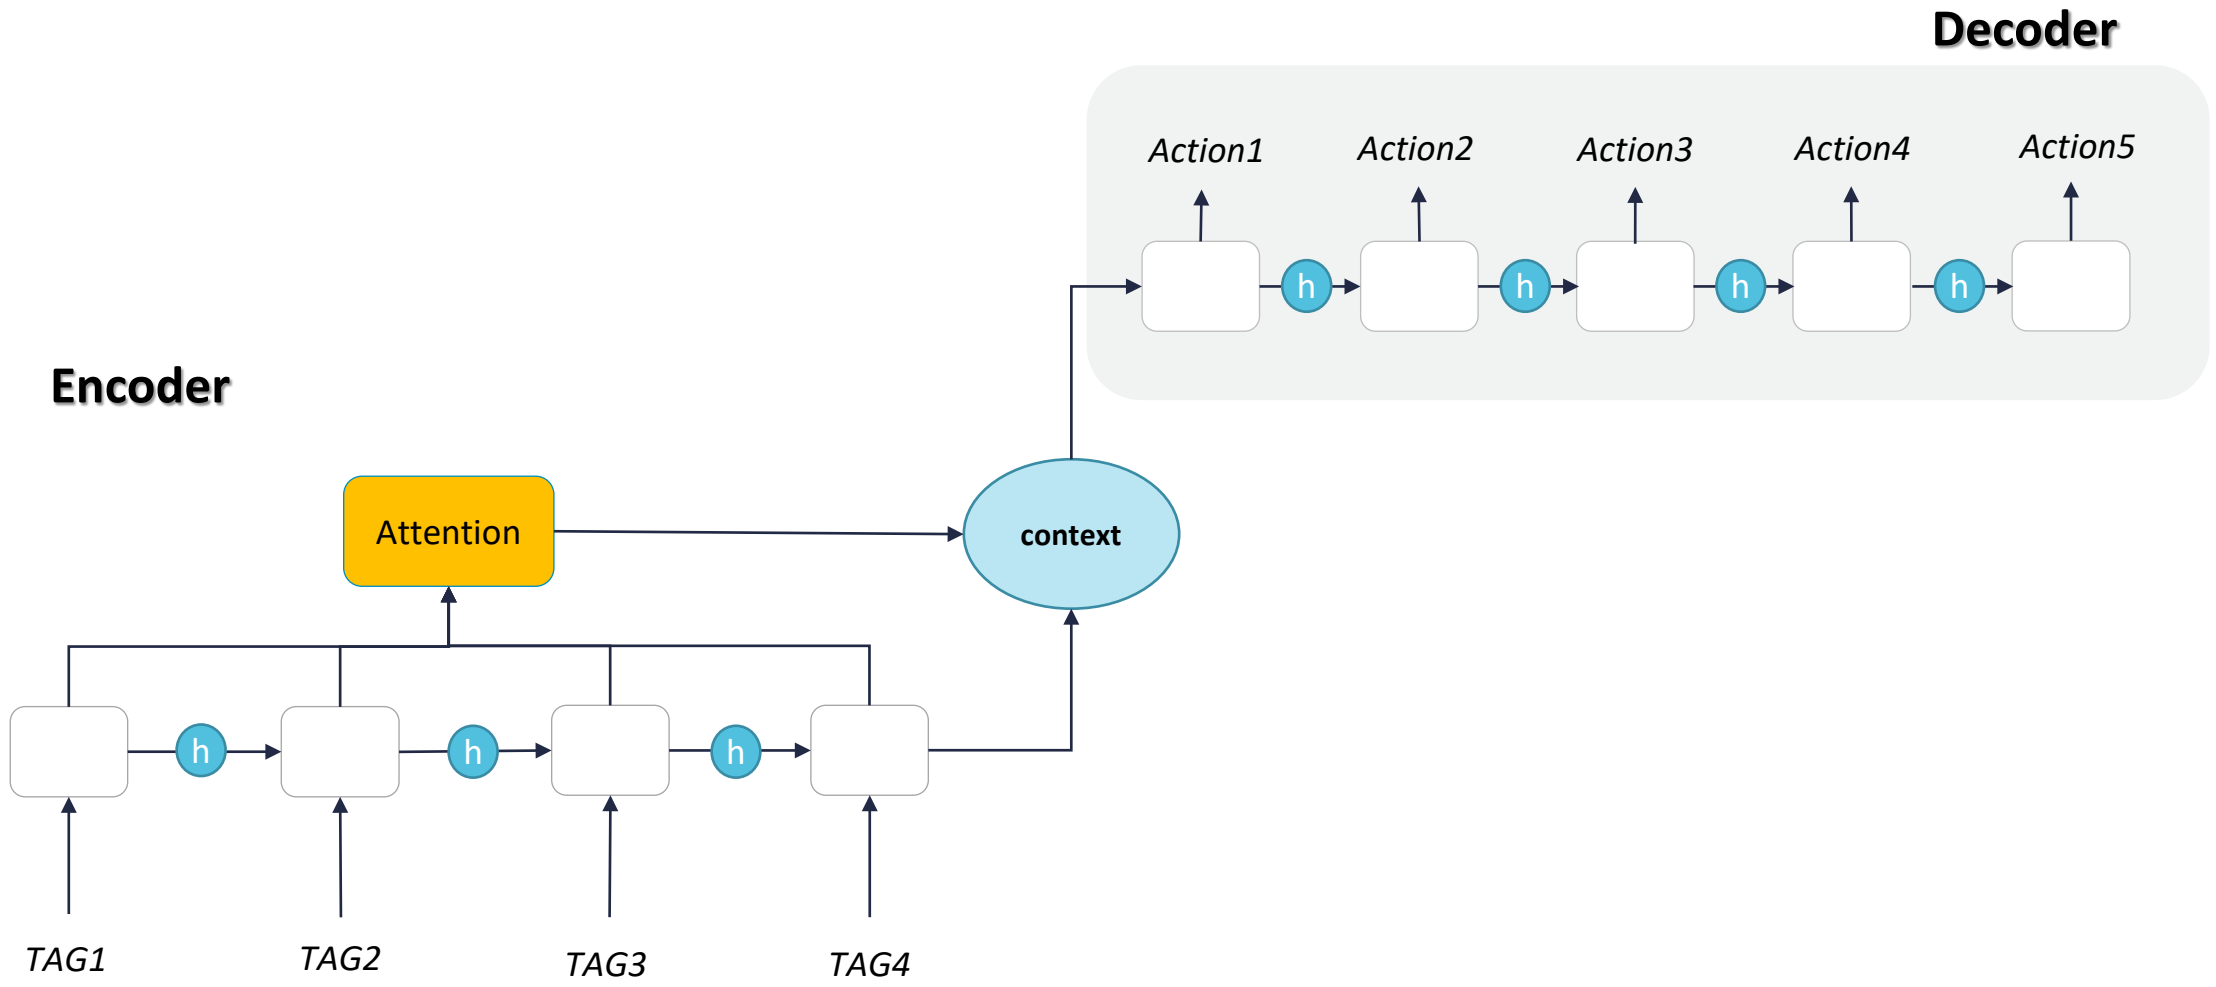 Decoder
Action1 Action2 Action3 Action4 Action5
h h h h
Encoder
Attention
context
h h h
TAG1 TAG2 TAG3 TAG4